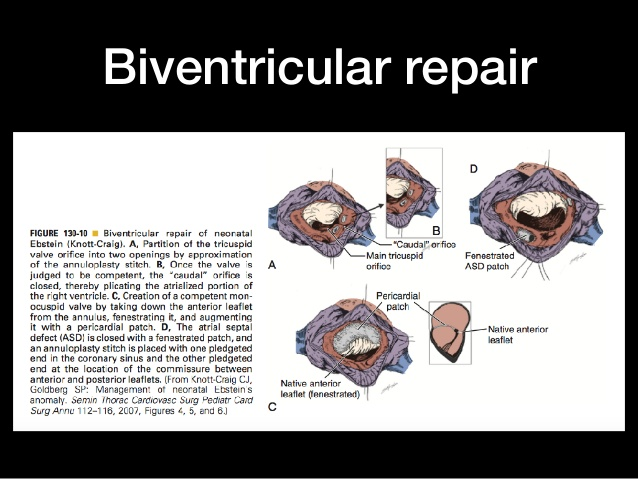 Biventricular repair
FIGURE 130-10 ■ Biventricular repair of neonatal
Ebstein (Knott-Craig). A, Partition of the tricuspid
valve orifice into two openings by approximation
of the annuloplasty stitch. B, Once the valve is
judged to be competent, the "caudal" orifice is
closed, thereby plicating the atrialized portion of
the right ventricle. C, Creation of a competent mon-
ocuspid valve by taking down the anterior leaflet
from the annulus, fenestrating it, and augmenting
it with a pericardial patch. D, The atrial septal
defect (ASD) is closed with a fenestrated patch, and
an annuloplasty stitch is placed with one pledgeted
end in the coronary sinus and the other pledgeted
end at the location of the commissure between
anterior and posterior leaflets. (From Knott-Craig CJ,
Goldberg SP: Management of neonatal Ebstein's
anomaly. Semin Thorac Cardiovasc Surg Pediatr Card
Surg Annu 112–116, 2007, Figures 4, 5, and 6.)
A
B
"Caudal" orifice
Main tricuspid
orifice
D
Fenestrated
ASD patch
Pericardial
patch
Native anterior
leaflet
Native anterior
leaflet (fenestrated)
C